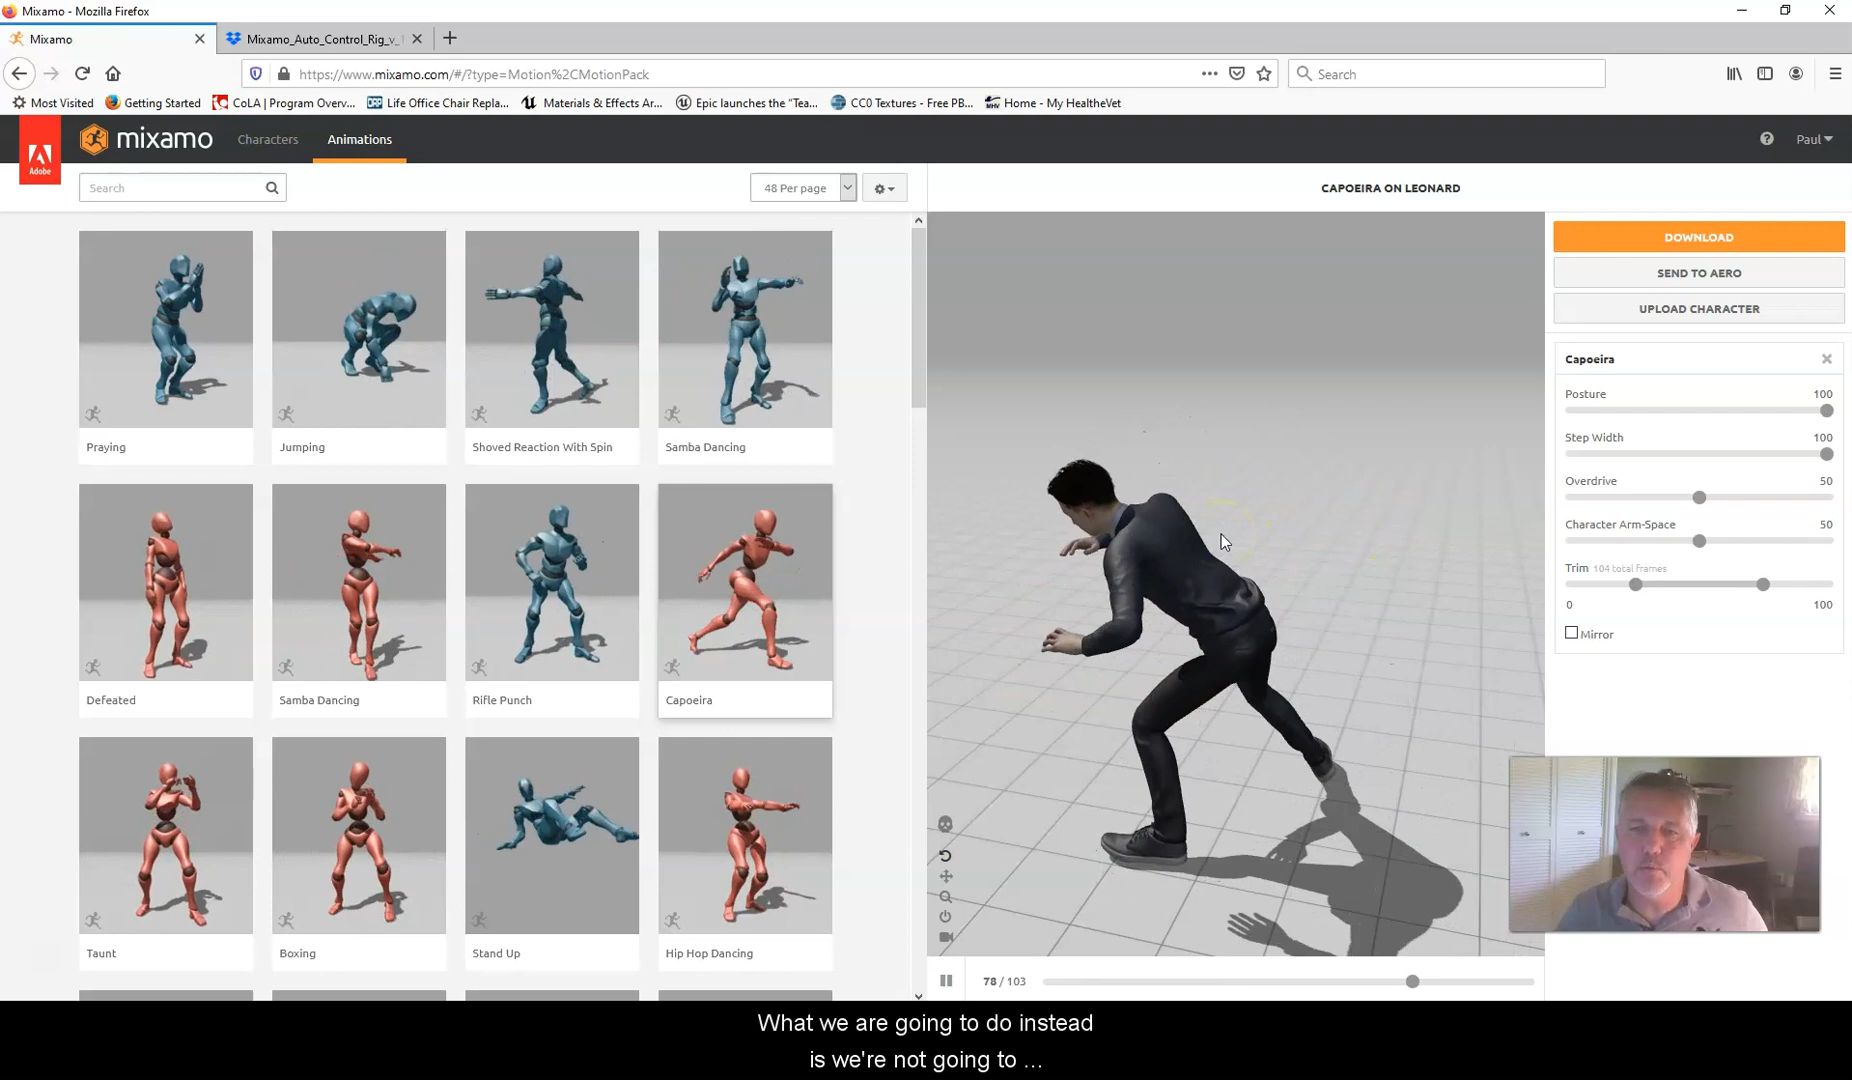 Mixamo - Mozilla Firefox
Mixamo
Mixamo_Auto_Control_Rig_v_
https://www.mixamo.com/#/?type=Motion%2CMotionPack
Search
Most Visited
Getting Started
CoLA | Program Overv...
Life Office Chair Repla...
Materials & Effects Ar...
Epic launches the "Tea...
CC0 Textures - Free PB...
Home - My HealtheVet
Adobe
mixamo
Characters
Animations
Paul
Search
48 Per page
CAPOEIRA ON LEONARD
DOWNLOAD
SEND TO AERO
UPLOAD CHARACTER
Capoeira
Posture 100
Step Width 100
Overdrive 50
Character Arm-Space 50
Trim 104 total frames
0 100
Mirror
Praying
Jumping
Shoved Reaction With Spin
Samba Dancing
Defeated
Samba Dancing
Rifle Punch
Capoeira
Taunt
Boxing
Stand Up
Hip Hop Dancing
78 / 103
What we are going to do instead
is we're not going to ...